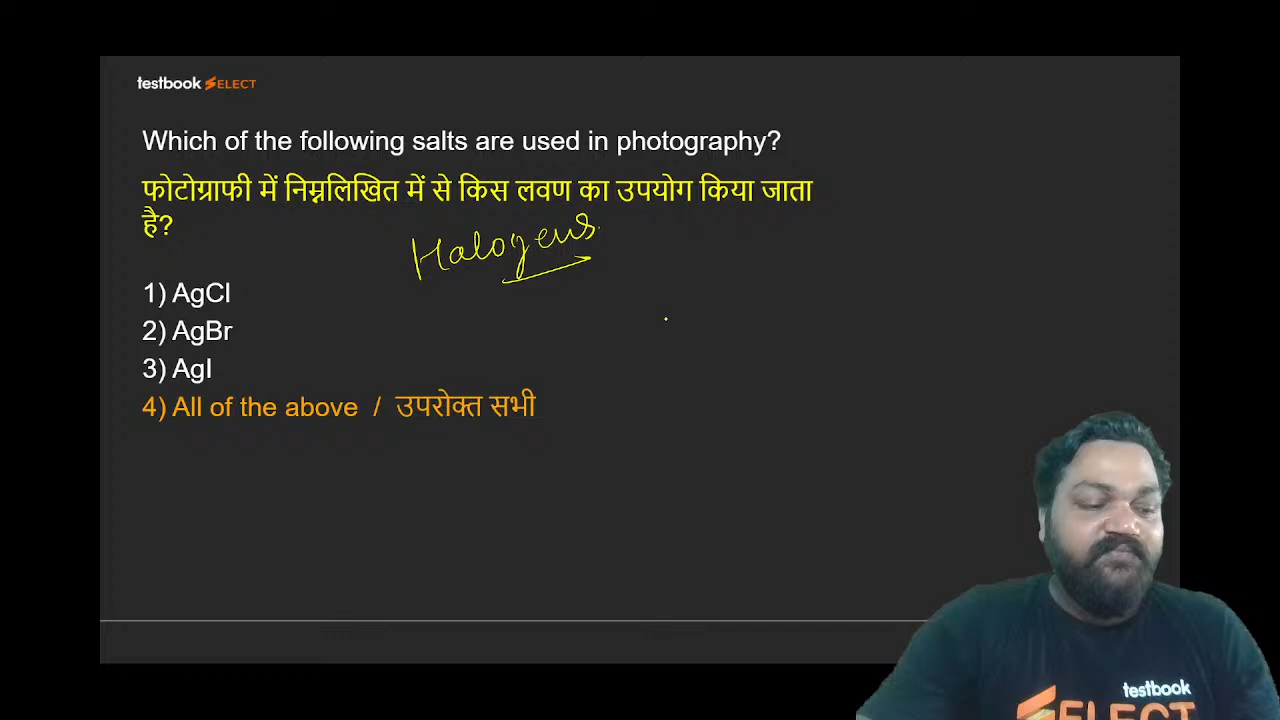 testbook SELECT
Which of the following salts are used in photography?
फोटोग्राफी में निम्नलिखित में से किस लवण का उपयोग किया जाता
है?
Halogens
1) AgCl
2) AgBr
3) AgI
4) All of the above / उपरोक्त सभी
testbook
SELECT